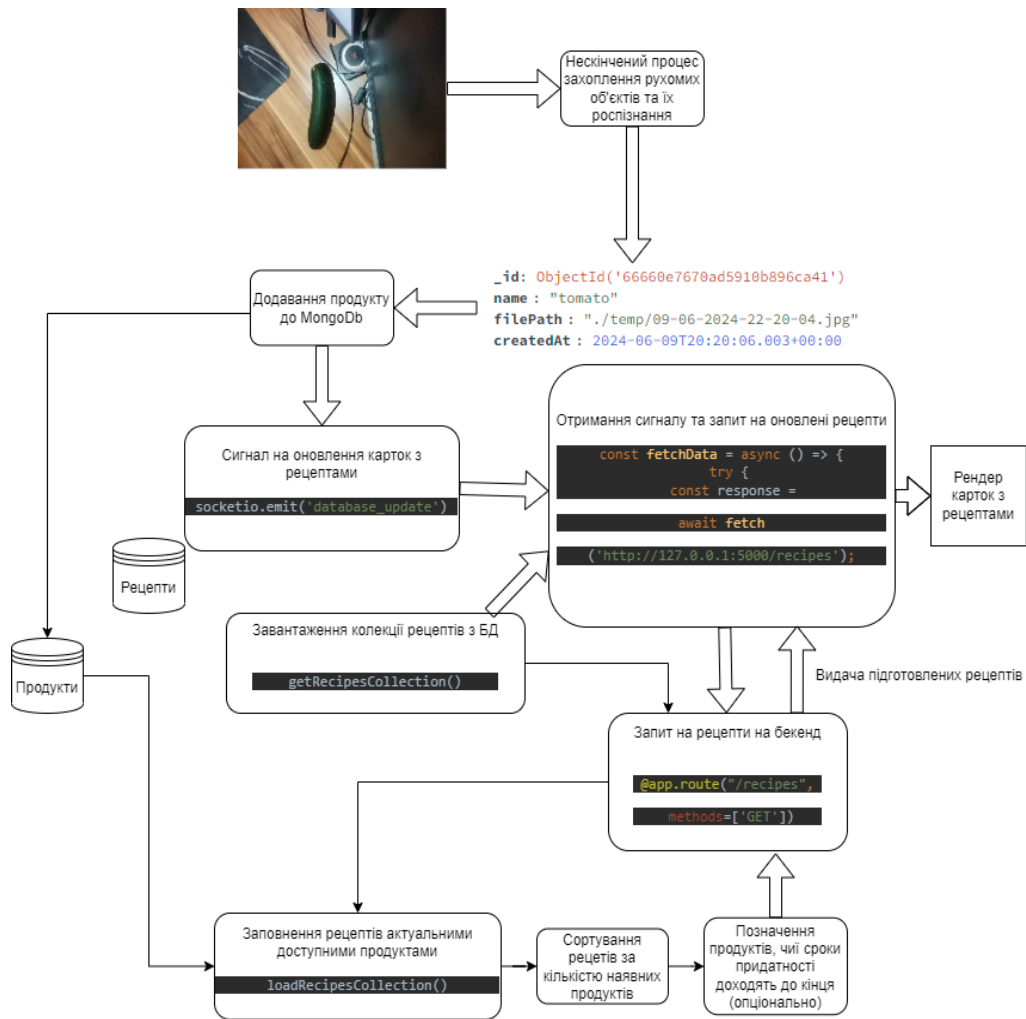 Нескінчений процес
захоплення рухомих
об'єктів та їх
роспізнання
_id: ObjectId('66660e7670ad5910b896ca41')
name : "tomato"
filePath : "./temp/09-06-2024-22-20-04.jpg"
createdAt : 2024-06-09T20:20:06.003+00:00
Додавання продукту
до MongoDb
Сигнал на оновлення карток з
рецептами
socketio.emit('database_update')
Отримання сигналу та запит на оновлені рецепти
const fetchData = async () => {
try {
const response =
await fetch
('http://127.0.0.1:5000/recipes');
Рендер
карток з
рецептами
Рецепти
Продукти
Завантаження колекції рецептів з БД
getRecipesCollection()
Видача підготовлених рецептів
Запит на рецепти на бекенд
@app.route("/recipes",
methods=['GET'])
Заповнення рецептів актуальними
доступними продуктами
loadRecipesCollection()
Сортування
рецетів за
кількістю наявних
продуктів
Позначення
продуктів, чиї сроки
придатності
доходять до кінця
(опціонально)